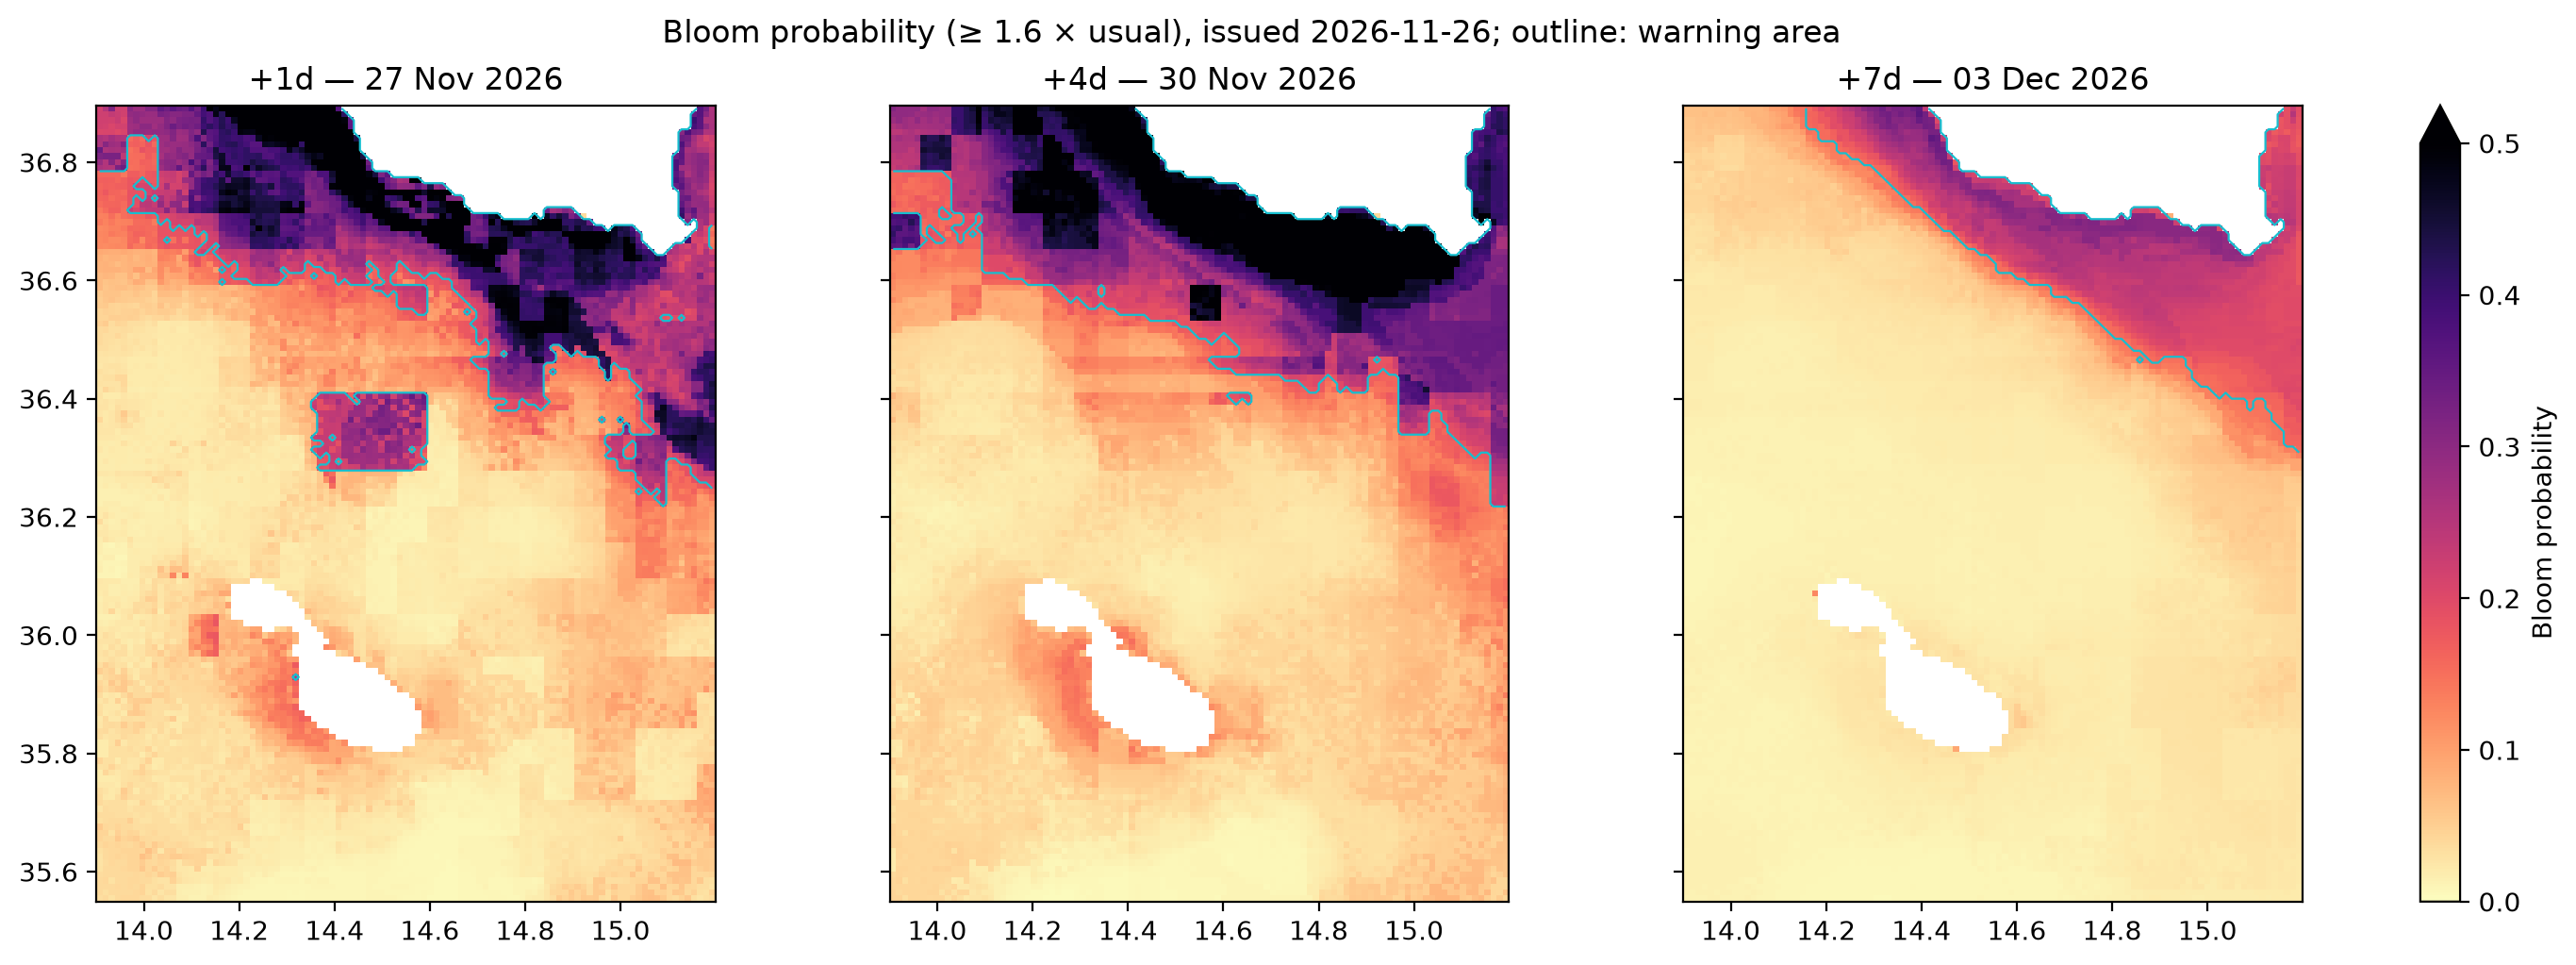 Bloom probability (≥ 1.6 × usual), issued 2026-11-26; outline: warning area
+1d — 27 Nov 2026
+4d — 30 Nov 2026
+7d — 03 Dec 2026
36.8
36.6
36.4
36.2
36.0
35.8
35.6
14.0 14.2 14.4 14.6 14.8 15.0
14.0 14.2 14.4 14.6 14.8 15.0
14.0 14.2 14.4 14.6 14.8 15.0
0.5
0.4
0.3
0.2
0.1
0.0
Bloom probability